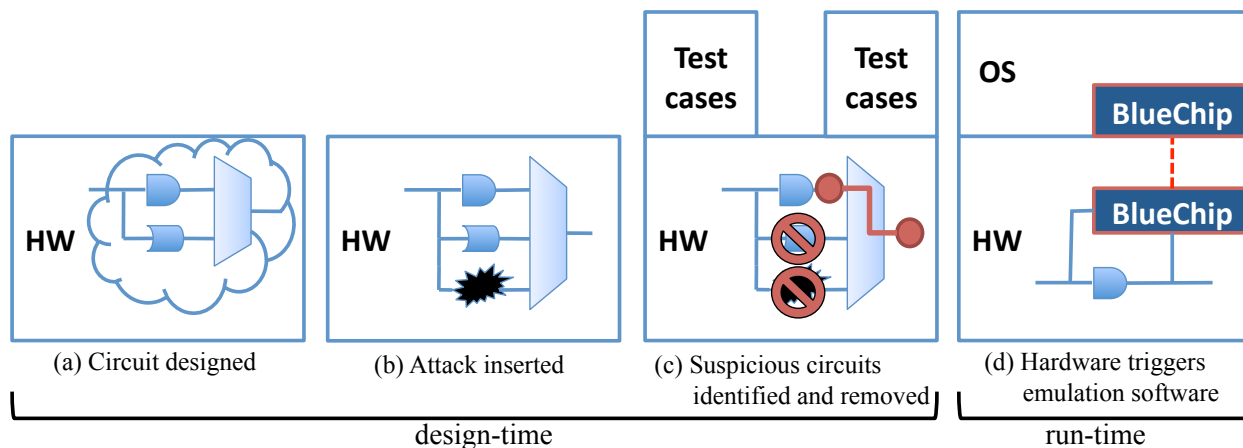 Test
cases
Test
cases
OS
BlueChip
HW
HW
HW
HW
BlueChip
(a) Circuit designed
(b) Attack inserted
(c) Suspicious circuits
identified and removed
(d) Hardware triggers
emulation software
design-time
run-time